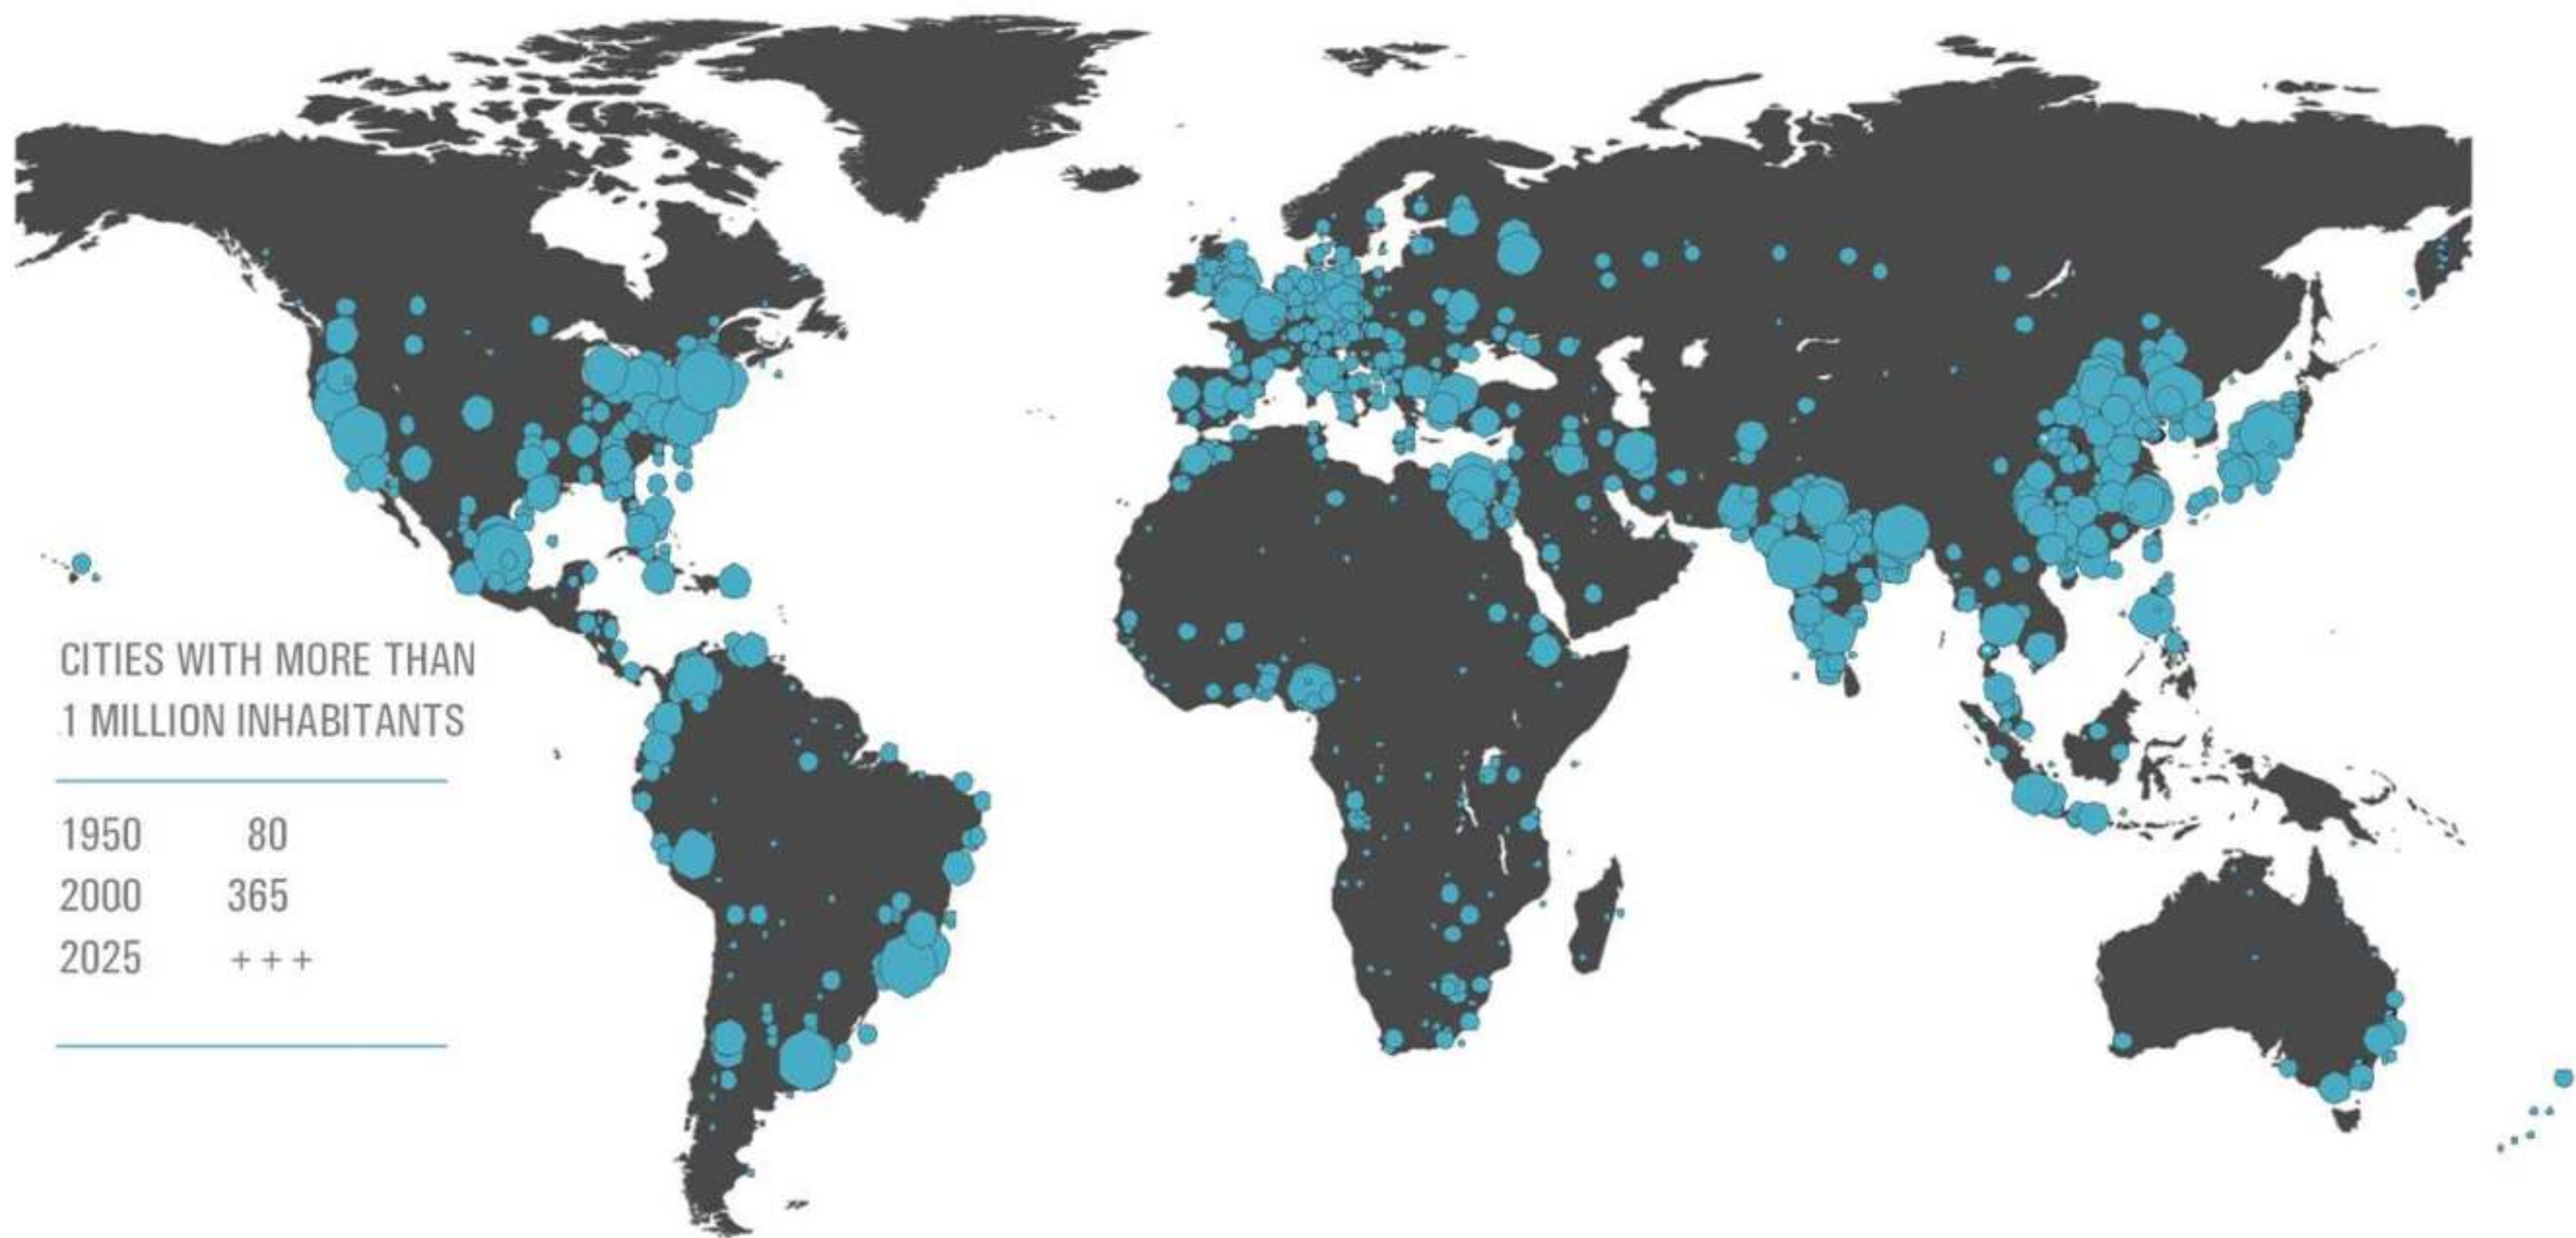 CITIES WITH MORE THAN
1 MILLION INHABITANTS
1950 80
2000 365
2025 +++